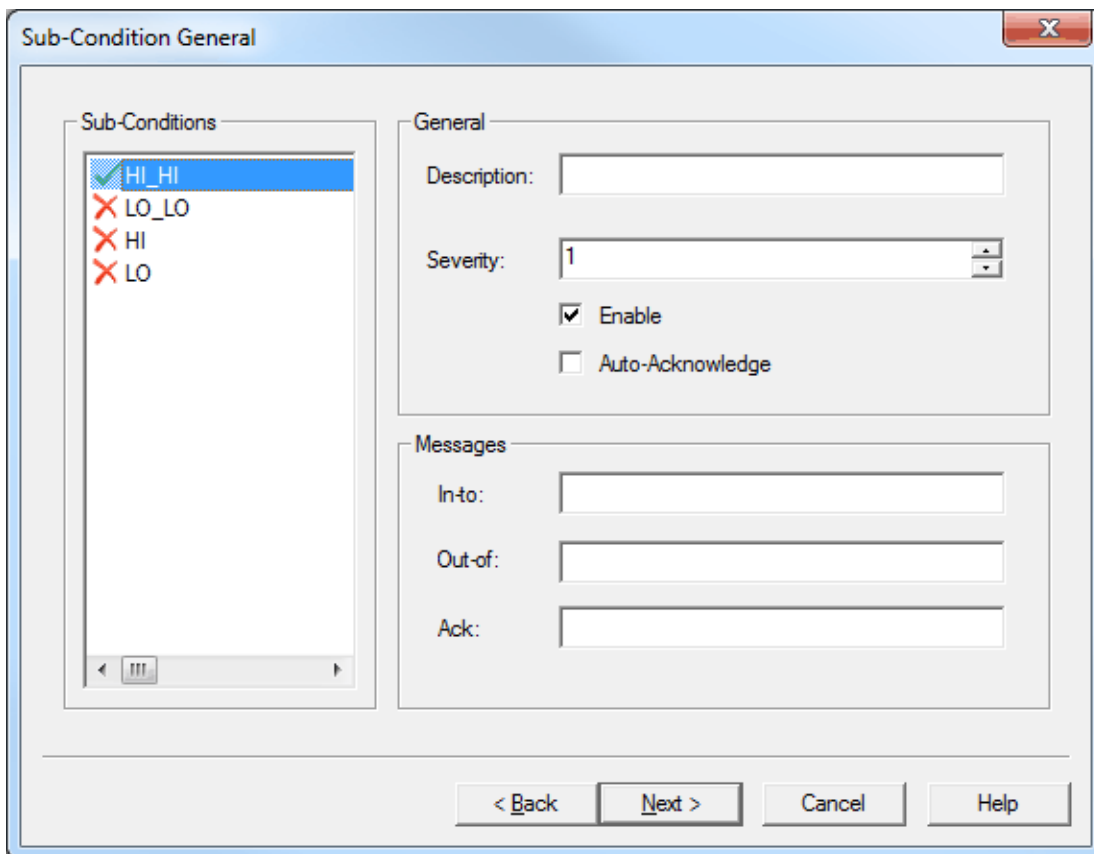 Sub-Condition General
Sub-Conditions
HI_HI
LO_LO
HI
LO
General
Description:
Severity:
1
Enable
Auto-Acknowledge
Messages
In-to:
Out-of:
Ack:
< Back
Next >
Cancel
Help